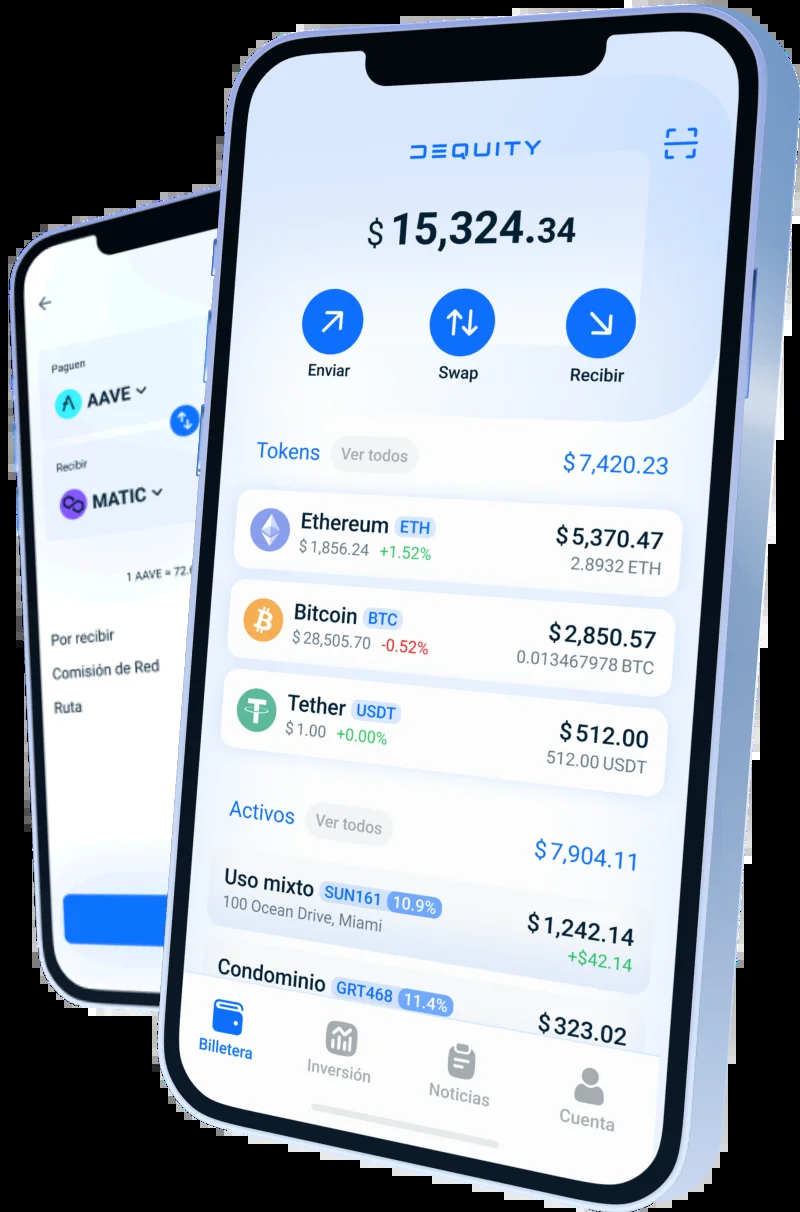 DEQUITY
$ 15,324.34
Enviar
Swap
Recibir
Tokens Ver todos $7,420.23
Ethereum ETH $5,370.47
$1,856.24 +1.52% 2.8932 ETH
Bitcoin BTC $2,850.57
$28,505.70 -0.52% 0.013467978 BTC
Tether USDT $512.00
$1.00 +0.00% 512.00 USDT
Activos Ver todos $7,904.11
Uso mixto SUN161 10.9% $1,242.14
100 Ocean Drive, Miami +$42.14
Condominio GRT468 11.4% $323.02
Billetera
Inversión
Noticias
Cuenta
Paguen
AAVE
Recibir
MATIC
1 AAVE = 72.
Por recibir
Comisión de Red
Ruta